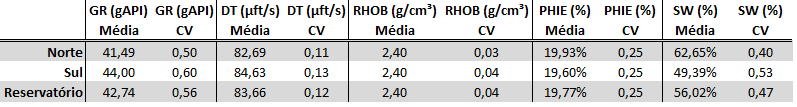 GR (gAPI) GR (gAPI) DT (µft/s) DT (µft/s) RHOB (g/cm³) RHOB (g/cm³) PHIE (%) PHIE (%) SW (%) SW (%)
Média CV Média CV Média CV Média CV Média CV
Norte 41,49 0,50 82,69 0,11 2,40 0,03 19,93% 0,25 62,65% 0,40
Sul 44,00 0,60 84,63 0,13 2,40 0,04 19,60% 0,25 49,39% 0,53
Reservatório 42,74 0,56 83,66 0,12 2,40 0,04 19,77% 0,25 56,02% 0,47